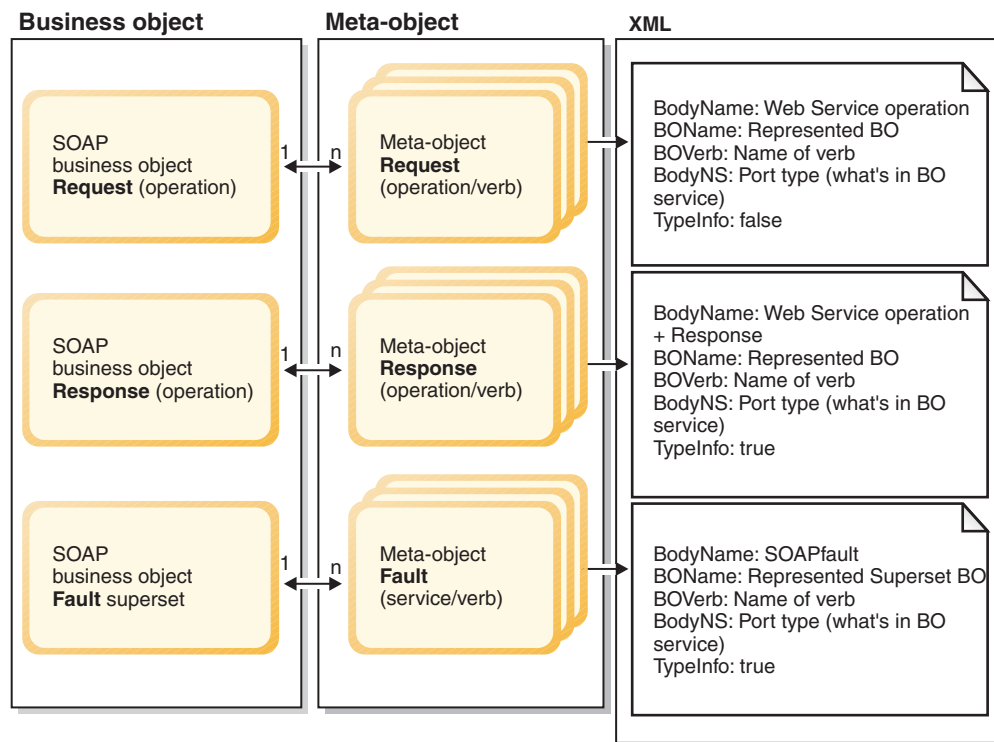 Business object
Meta-object
XML
SOAP
business object
Request (operation)
1
n
Meta-object
Request
(operation/verb)
BodyName: Web Service operation
BOName: Represented BO
BOVerb: Name of verb
BodyNS: Port type (what's in BO
service)
TypeInfo: false
SOAP
business object
Response (operation)
1
n
Meta-object
Response
(operation/verb)
BodyName: Web Service operation
+ Response
BOName: Represented BO
BOVerb: Name of verb
BodyNS: Port type (what's in BO
service)
TypeInfo: true
SOAP
business object
Fault superset
1
n
Meta-object
Fault
(service/verb)
BodyName: SOAPfault
BOName: Represented Superset BO
BOVerb: Name of verb
BodyNS: Port type (what's in BO
service)
TypeInfo: true